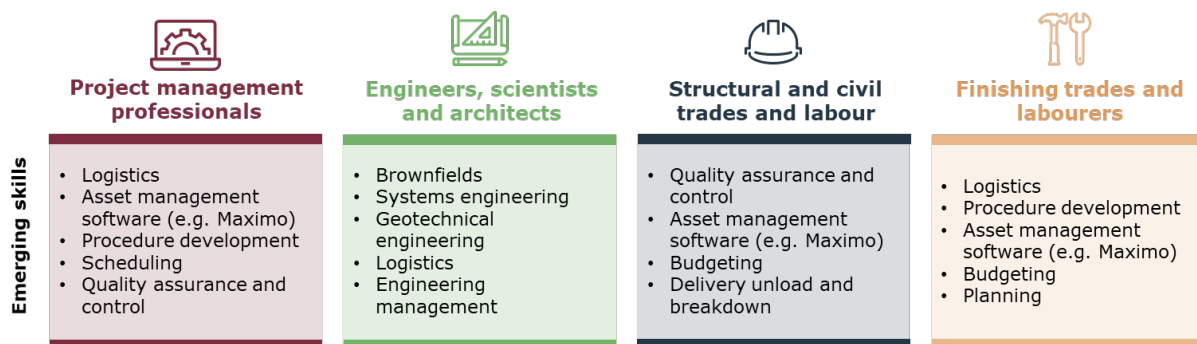 Project management
professionals
Engineers, scientists
and architects
Structural and civil
trades and labour
Finishing trades and
labourers
Emerging skills
• Logistics
• Asset management
software (e.g. Maximo)
• Procedure development
• Scheduling
• Quality assurance and
control
• Brownfields
• Systems engineering
• Geotechnical
engineering
• Logistics
• Engineering
management
• Quality assurance and
control
• Asset management
software (e.g. Maximo)
• Budgeting
• Delivery unload and
breakdown
• Logistics
• Procedure development
• Asset management
software (e.g. Maximo)
• Budgeting
• Planning